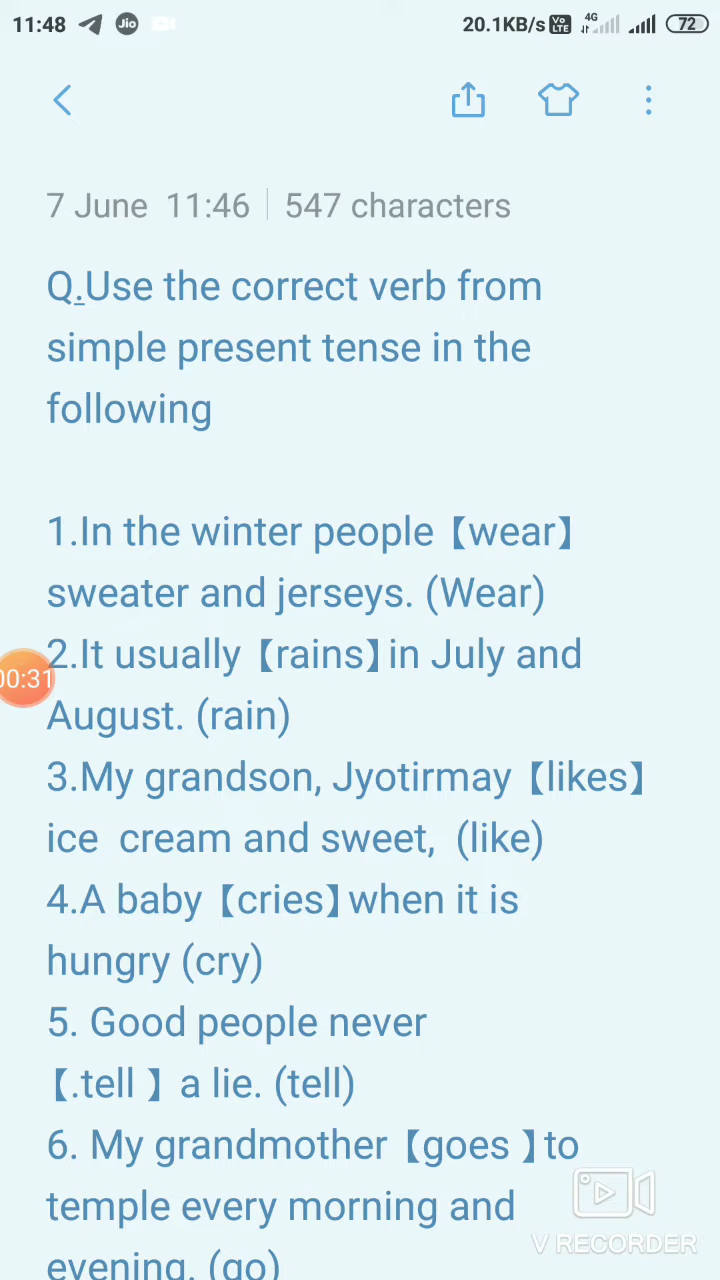 11:48 Jio 20.1KB/s Vo LTE 4G 72
7 June 11:46 | 547 characters
Q.Use the correct verb from
simple present tense in the
following
1.In the winter people【wear】
sweater and jerseys. (Wear)
2.It usually【rains】in July and
00:31
August. (rain)
3.My grandson, Jyotirmay【likes】
ice  cream and sweet,  (like)
4.A baby【cries】when it is
hungry (cry)
5. Good people never
【.tell 】 a lie. (tell)
6. My grandmother【goes 】to
temple every morning and
evening. (go)
V RECORDER